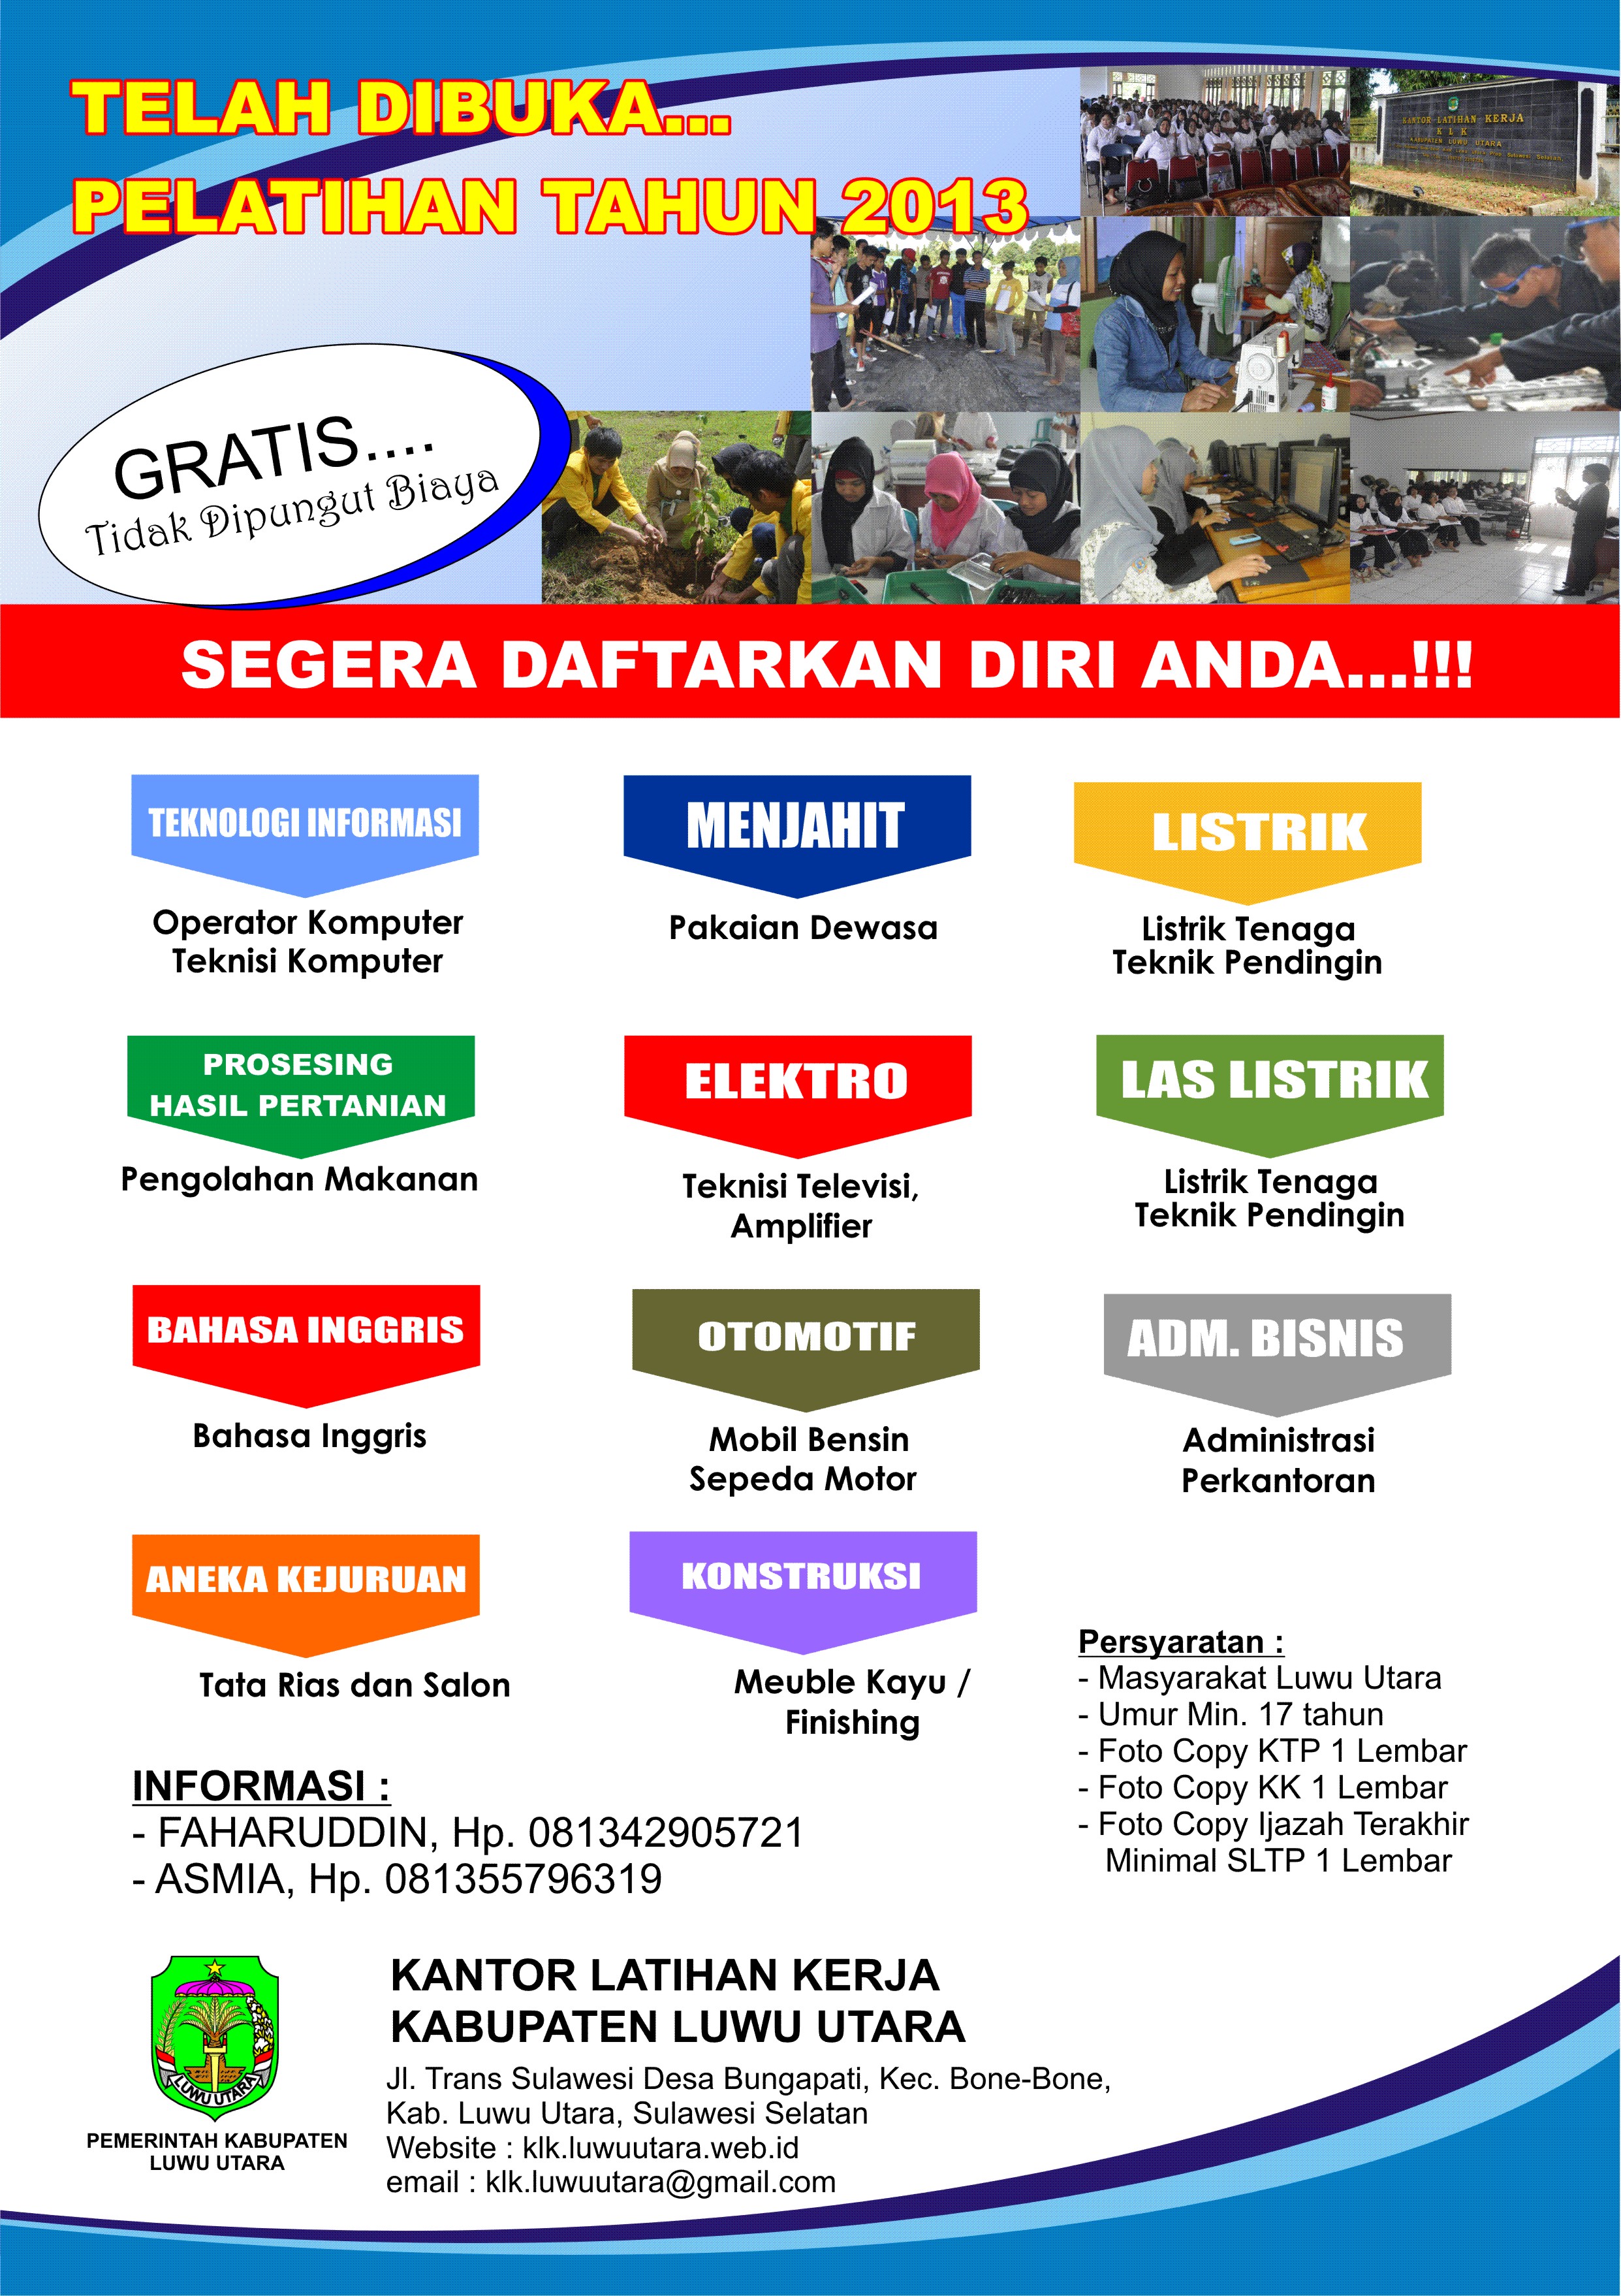 TELAH DIBUKA...
PELATIHAN TAHUN 2013
KANTOR LATIHAN KERJA
K L K
KABUPATEN LUWU UTARA
GRATIS....
Tidak Dipungut Biaya
SEGERA DAFTARKAN DIRI ANDA...!!!
TEKNOLOGI INFORMASI
Operator Komputer
Teknisi Komputer
MENJAHIT
Pakaian Dewasa
LISTRIK
Listrik Tenaga
Teknik Pendingin
PROSESING
HASIL PERTANIAN
Pengolahan Makanan
ELEKTRO
Teknisi Televisi,
Amplifier
LAS LISTRIK
Listrik Tenaga
Teknik Pendingin
BAHASA INGGRIS
Bahasa Inggris
OTOMOTIF
Mobil Bensin
Sepeda Motor
ADM. BISNIS
Administrasi
Perkantoran
ANEKA KEJURUAN
Tata Rias dan Salon
KONSTRUKSI
Meuble Kayu /
Finishing
Persyaratan :
- Masyarakat Luwu Utara
- Umur Min. 17 tahun
- Foto Copy KTP 1 Lembar
- Foto Copy KK 1 Lembar
- Foto Copy Ijazah Terakhir
Minimal SLTP 1 Lembar
INFORMASI :
- FAHARUDDIN, Hp. 081342905721
- ASMIA, Hp. 081355796319
LUWU UTARA
PEMERINTAH KABUPATEN
LUWU UTARA
KANTOR LATIHAN KERJA
KABUPATEN LUWU UTARA
Jl. Trans Sulawesi Desa Bungapati, Kec. Bone-Bone,
Kab. Luwu Utara, Sulawesi Selatan
Website : klk.luwuutara.web.id
email : klk.luwuutara@gmail.com